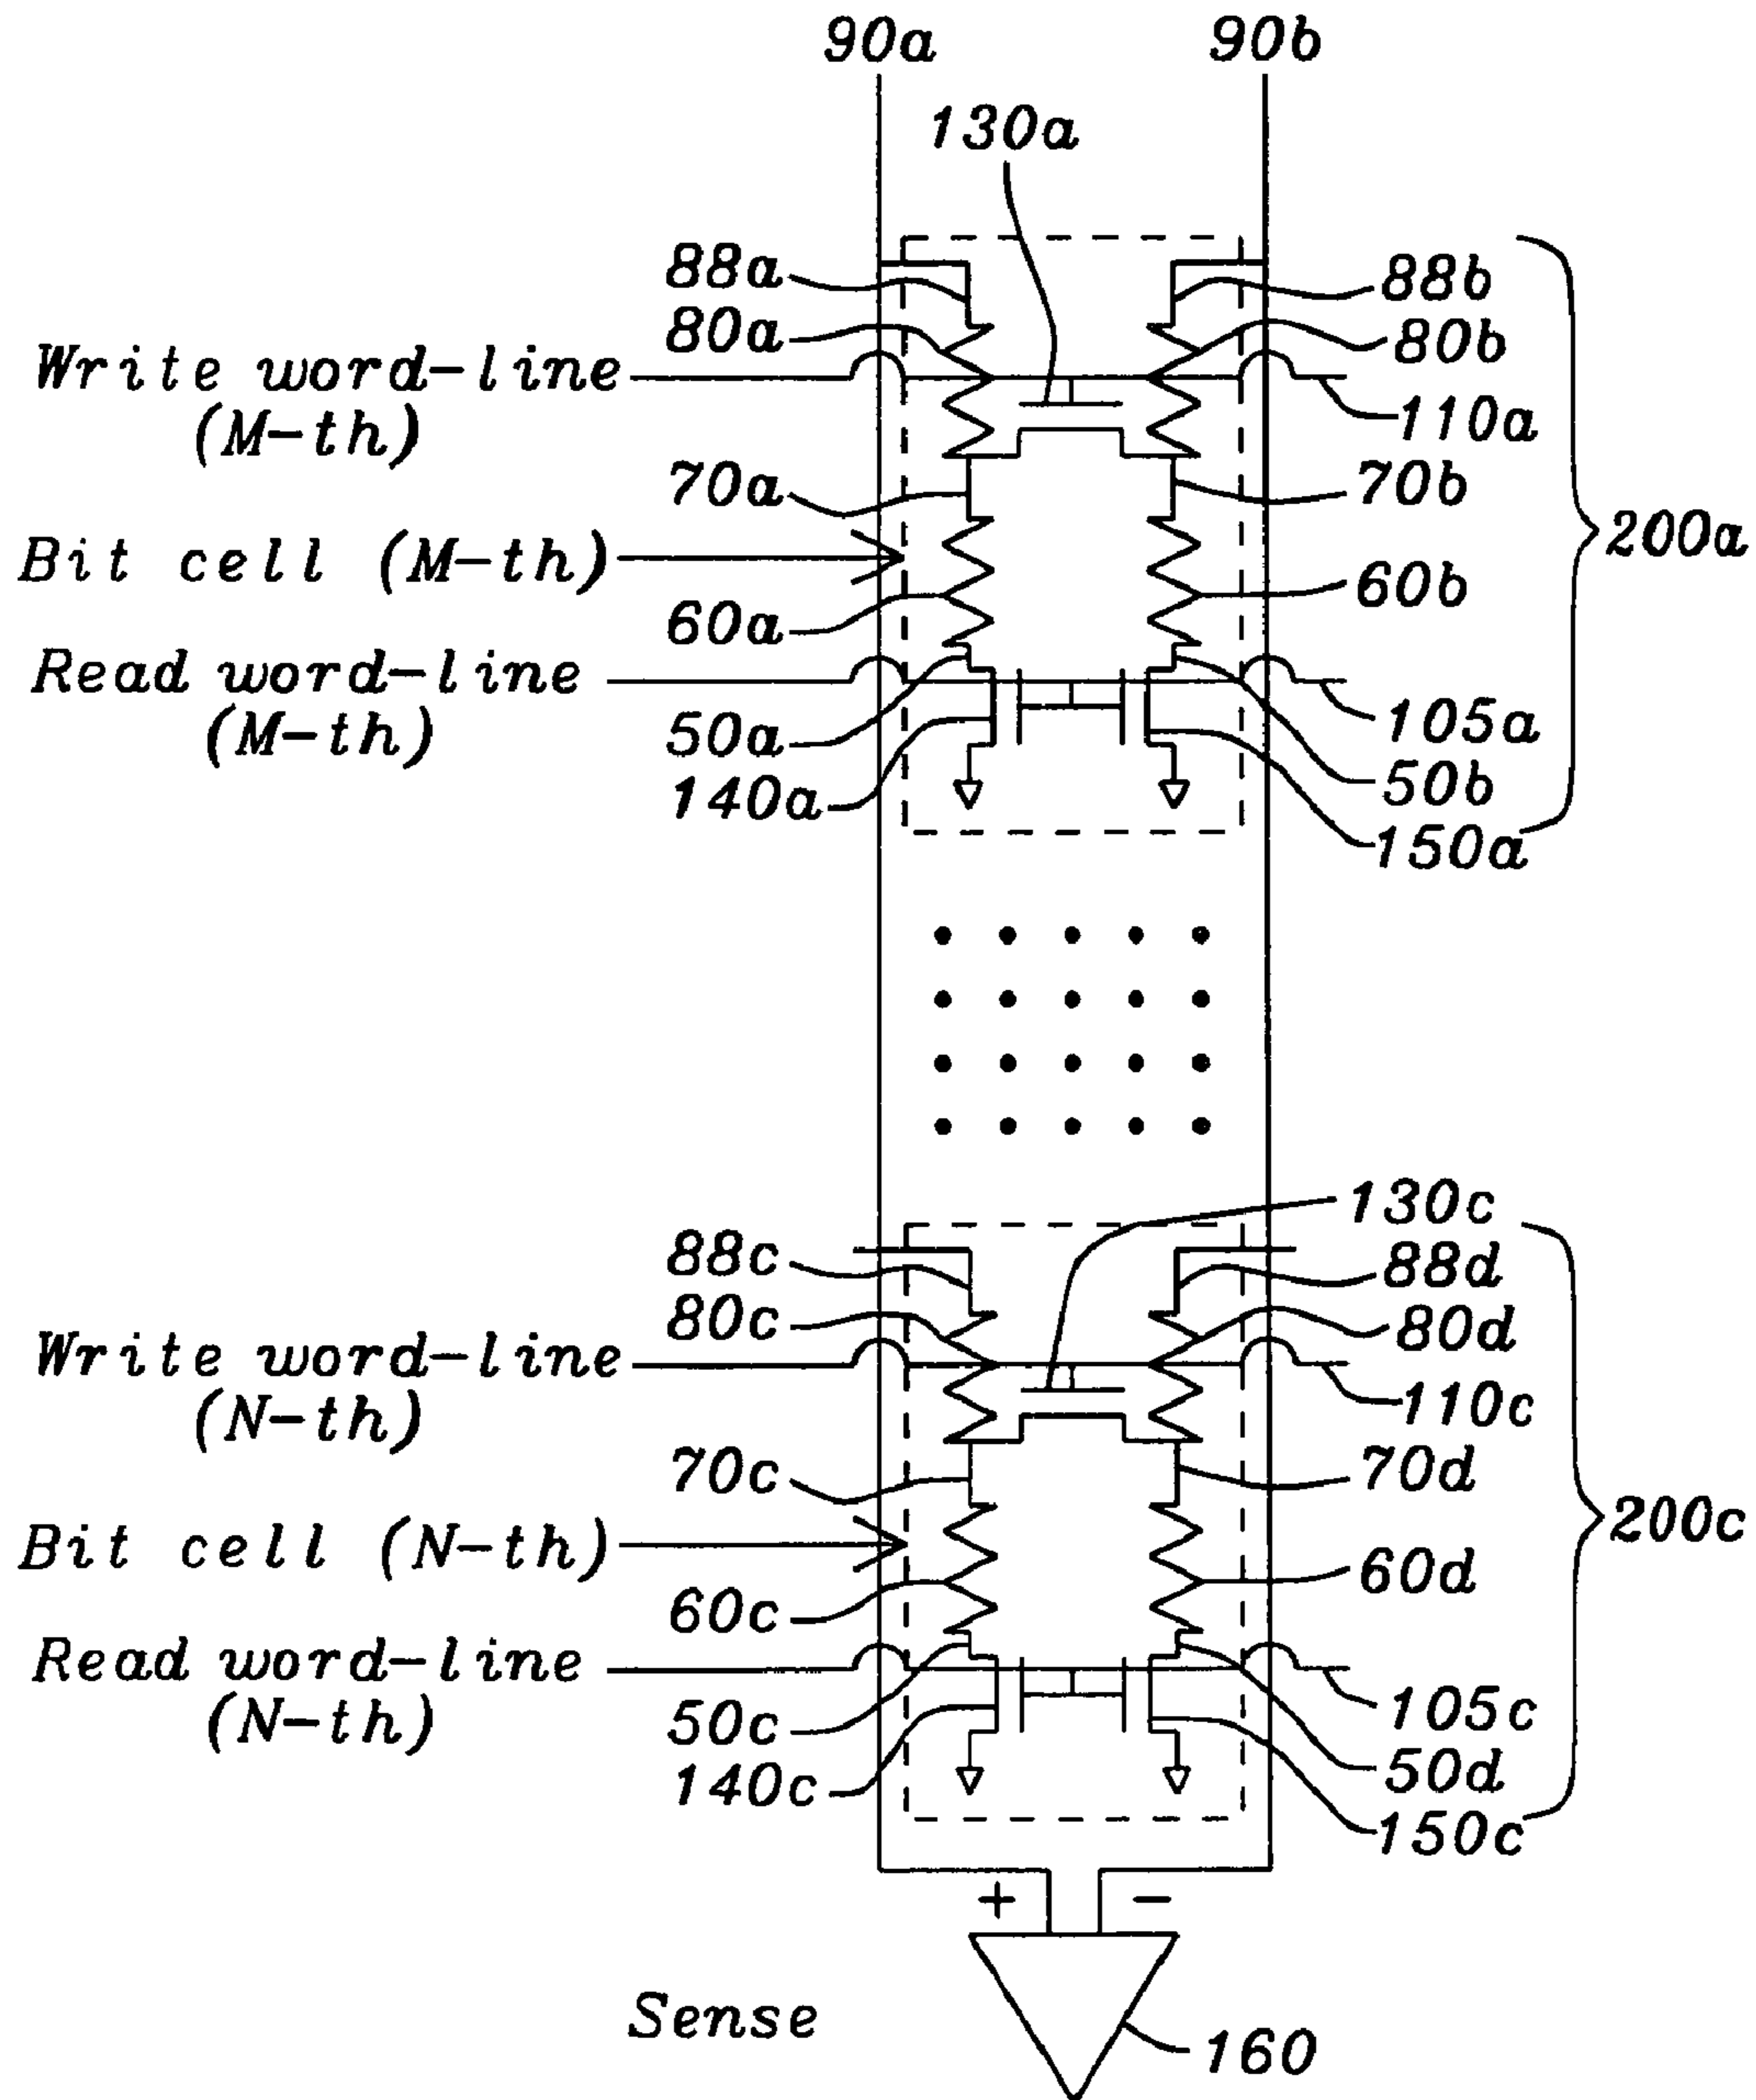 90a 90b
130a
88a 88b
80a 80b
Write word-line
(M-th)
110a
70a 70b
200a
Bit cell (M-th)
60a 60b
Read word-line
(M-th)
50a 105a
140a 50b
150a
130c
88c 88d
80c 80d
Write word-line
(N-th)
110c
70c 70d
200c
Bit cell (N-th)
60c 60d
Read word-line
(N-th)
50c 105c
140c 50d
150c
+ −
Sense
160